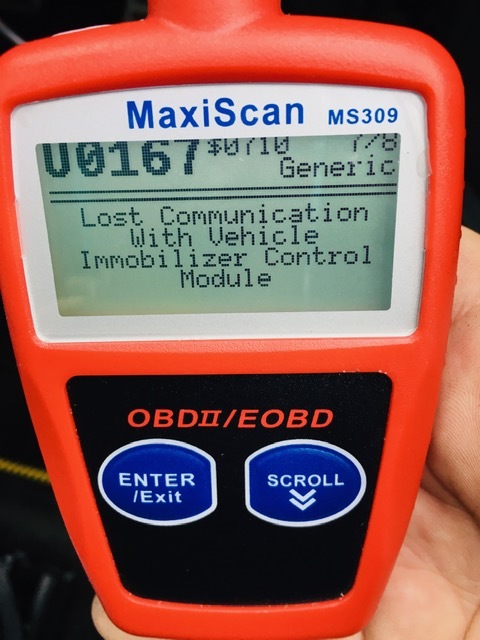 MaxiScan MS309
U0167 $0710 7/8
Generic
Lost Communication
With Vehicle
Immobilizer Control
Module
OBDII/EOBD
ENTER
/Exit
SCROLL